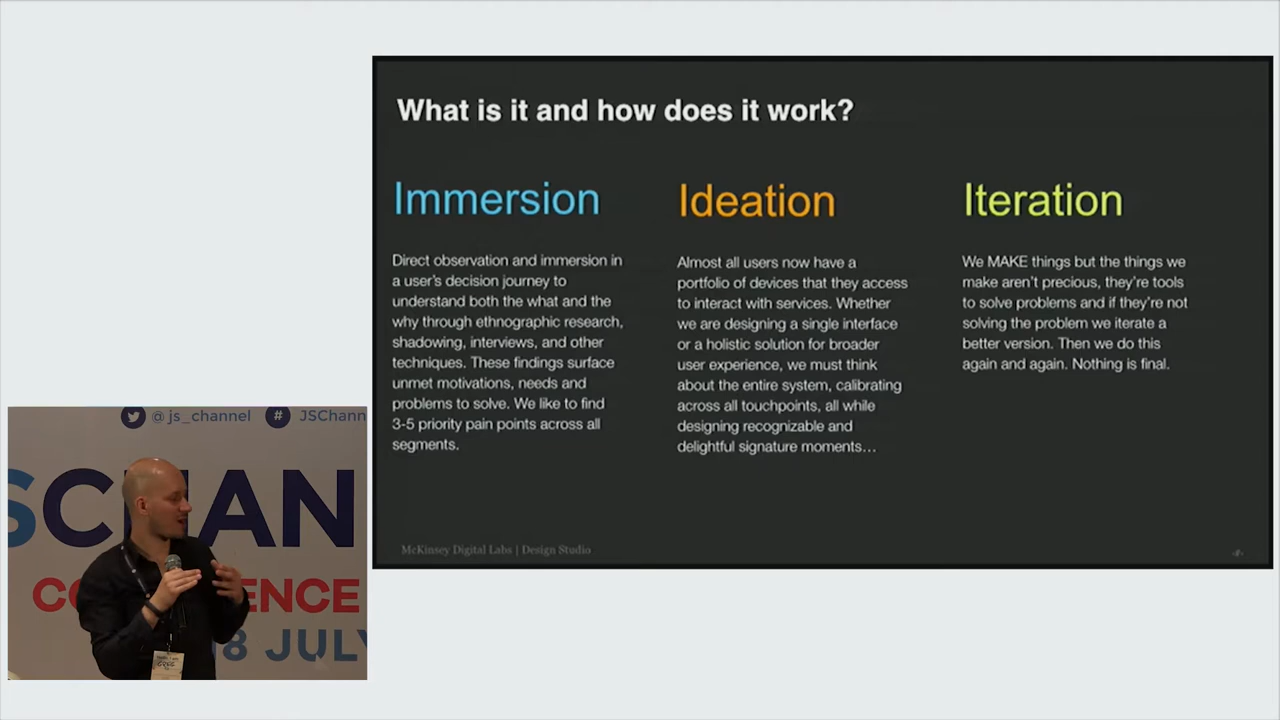 What is it and how does it work?
Immersion
Direct observation and immersion in
a user's decision journey to
understand both the what and the
why through ethnographic research,
shadowing, interviews, and other
techniques. These findings surface
unmet motivations, needs and
problems to solve. We like to find
3-5 priority pain points across all
segments.
Ideation
Almost all users now have a
portfolio of devices that they access
to interact with services. Whether
we are designing a single interface
or a holistic solution for broader
user experience, we must think
about the entire system, calibrating
across all touchpoints, all while
designing recognizable and
delightful signature moments…
Iteration
We MAKE things but the things we
make aren't precious, they're tools
to solve problems and if they're not
solving the problem we iterate a
better version. Then we do this
again and again. Nothing is final.
McKinsey Digital Labs | Design Studio
@js_channel # JSChann
SCHAN
CO ENCE
8 JULY